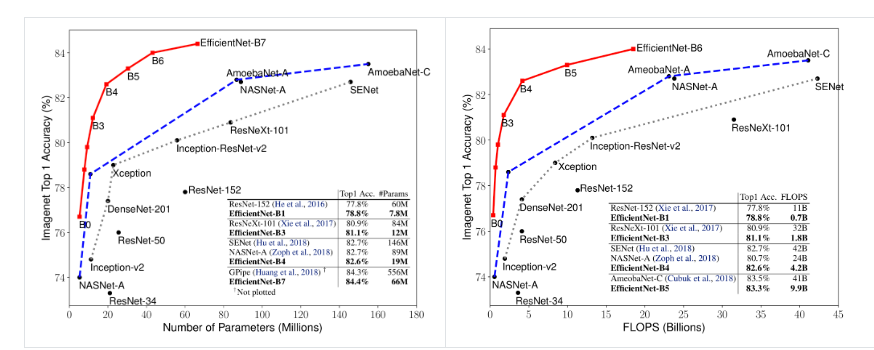 EfficientNet-B7
B6
B5
B4
AmoebaNet-A
AmoebaNet-C
NASNet-A
SENet
B3
ResNeXt-101
Inception-ResNet-v2
Xception
ResNet-152
DenseNet-201
B0
ResNet-50
Inception-v2
NASNet-A
ResNet-34
Top1 Acc. #Params
ResNet-152 (He et al., 2016) 77.8% 60M
EfficientNet-B1 78.8% 7.8M
ResNeXt-101 (Xie et al., 2017) 80.9% 84M
EfficientNet-B3 81.1% 12M
SENet (Hu et al., 2018) 82.7% 146M
NASNet-A (Zoph et al., 2018) 82.7% 89M
EfficientNet-B4 82.6% 19M
GPipe (Huang et al., 2018) † 84.3% 556M
EfficientNet-B7 84.4% 66M
†Not plotted
84
82
80
78
76
74
Imagenet Top 1 Accuracy (%)
0 20 40 60 80 100 120 140 160 180
Number of Parameters (Millions)
EfficientNet-B6
B5
B4
AmoebaNet-A
AmoebaNet-C
NASNet-A
SENet
B3
ResNeXt-101
Inception-ResNet-v2
Xception
ResNet-152
DenseNet-201
B0
ResNet-50
Inception-v2
NASNet-A
ResNet-34
Top1 Acc. FLOPS
ResNet-152 (Xie et al., 2017) 77.8% 11B
EfficientNet-B1 78.8% 0.7B
ResNeXt-101 (Xie et al., 2017) 80.9% 32B
EfficientNet-B3 81.1% 1.8B
SENet (Hu et al., 2018) 82.7% 42B
NASNet-A (Zoph et al., 2018) 80.7% 24B
EfficientNet-B4 82.6% 4.2B
AmoebaNet-C (Cubuk et al., 2018) 83.5% 41B
EfficientNet-B5 83.3% 9.9B
84
82
80
78
76
74
Imagenet Top 1 Accuracy (%)
0 5 10 15 20 25 30 35 40 45
FLOPS (Billions)